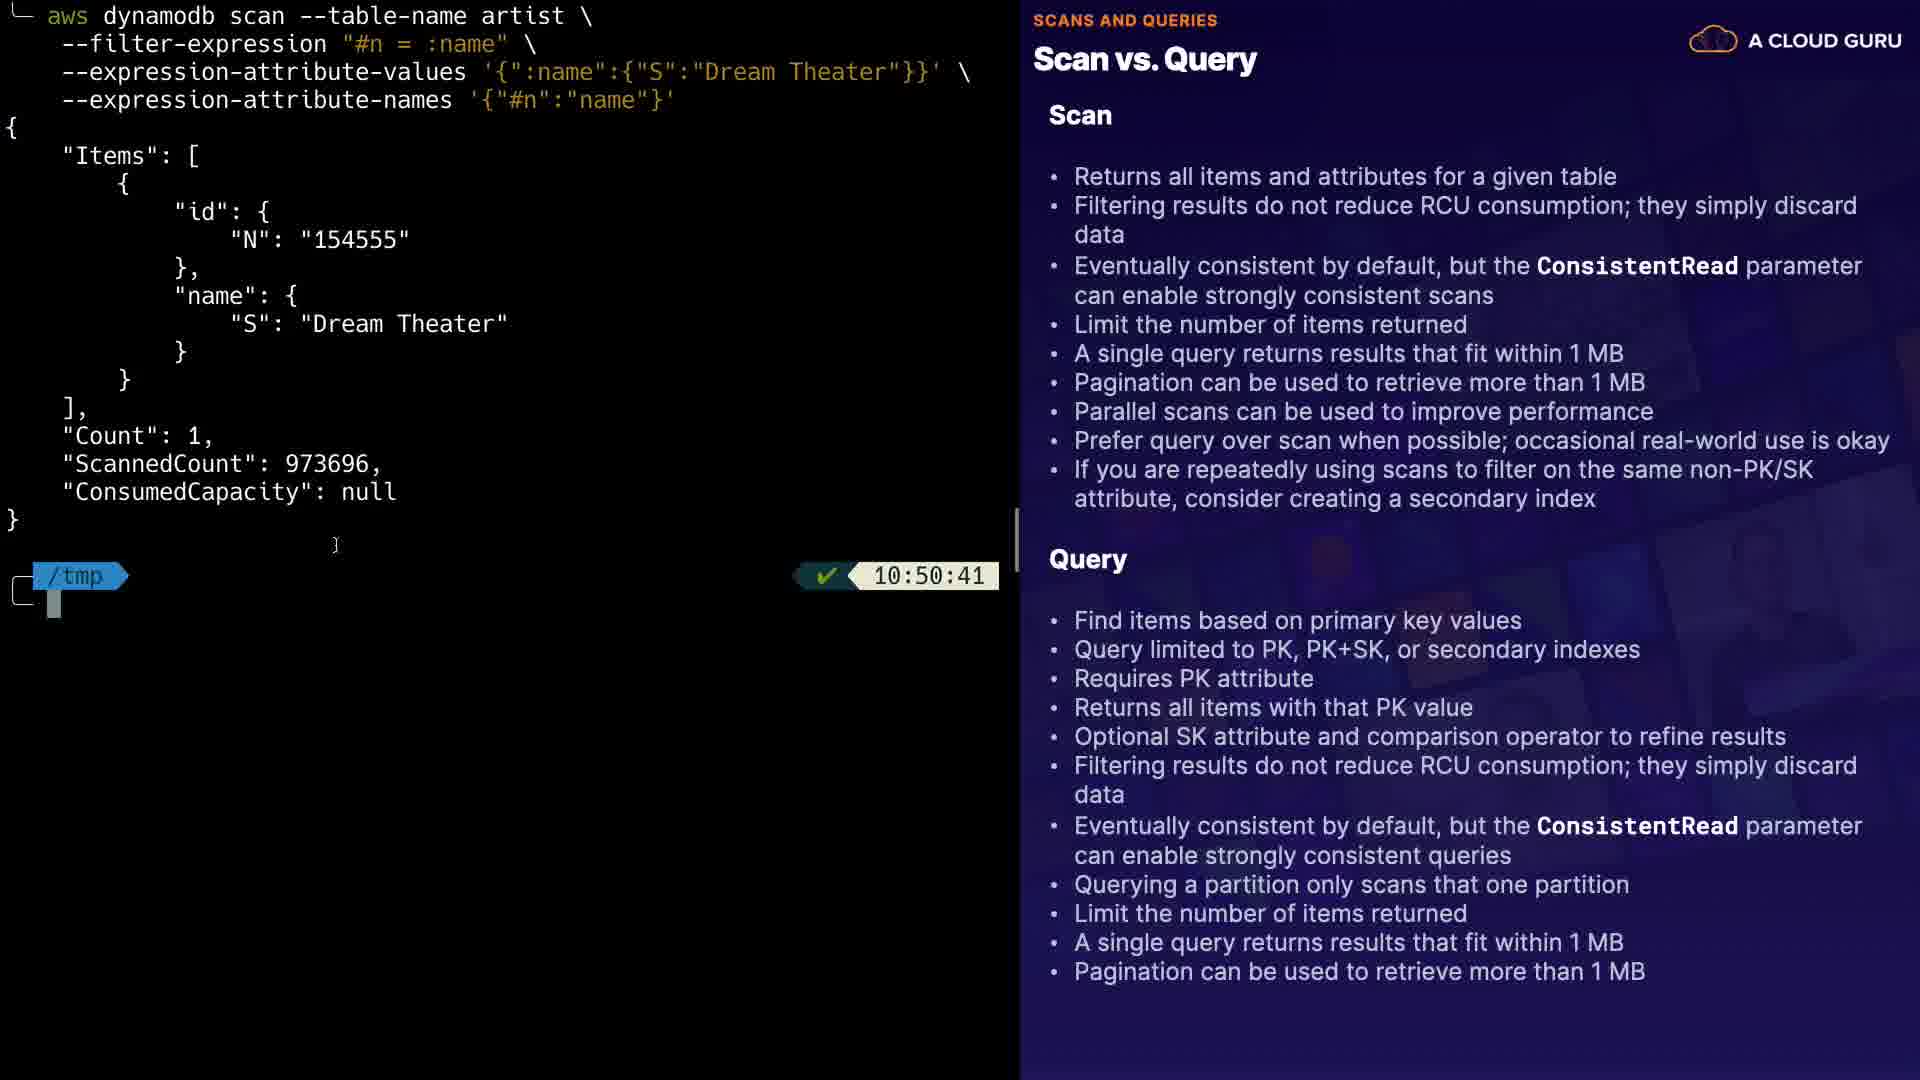 aws dynamodb scan --table-name artist \
--filter-expression "#n = :name" \
--expression-attribute-values '{":name":{"S":"Dream Theater"}}' \
--expression-attribute-names '{"#n":"name"}'
{
"Items": [
{
"id": {
"N": "154555"
},
"name": {
"S": "Dream Theater"
}
}
],
"Count": 1,
"ScannedCount": 973696,
"ConsumedCapacity": null
}
/tmp
✔ 10:50:41
SCANS AND QUERIES
Scan vs. Query
A CLOUD GURU
Scan
• Returns all items and attributes for a given table
• Filtering results do not reduce RCU consumption; they simply discard
data
• Eventually consistent by default, but the ConsistentRead parameter
can enable strongly consistent scans
• Limit the number of items returned
• A single query returns results that fit within 1 MB
• Pagination can be used to retrieve more than 1 MB
• Parallel scans can be used to improve performance
• Prefer query over scan when possible; occasional real-world use is okay
• If you are repeatedly using scans to filter on the same non-PK/SK
attribute, consider creating a secondary index
Query
• Find items based on primary key values
• Query limited to PK, PK+SK, or secondary indexes
• Requires PK attribute
• Returns all items with that PK value
• Optional SK attribute and comparison operator to refine results
• Filtering results do not reduce RCU consumption; they simply discard
data
• Eventually consistent by default, but the ConsistentRead parameter
can enable strongly consistent queries
• Querying a partition only scans that one partition
• Limit the number of items returned
• A single query returns results that fit within 1 MB
• Pagination can be used to retrieve more than 1 MB